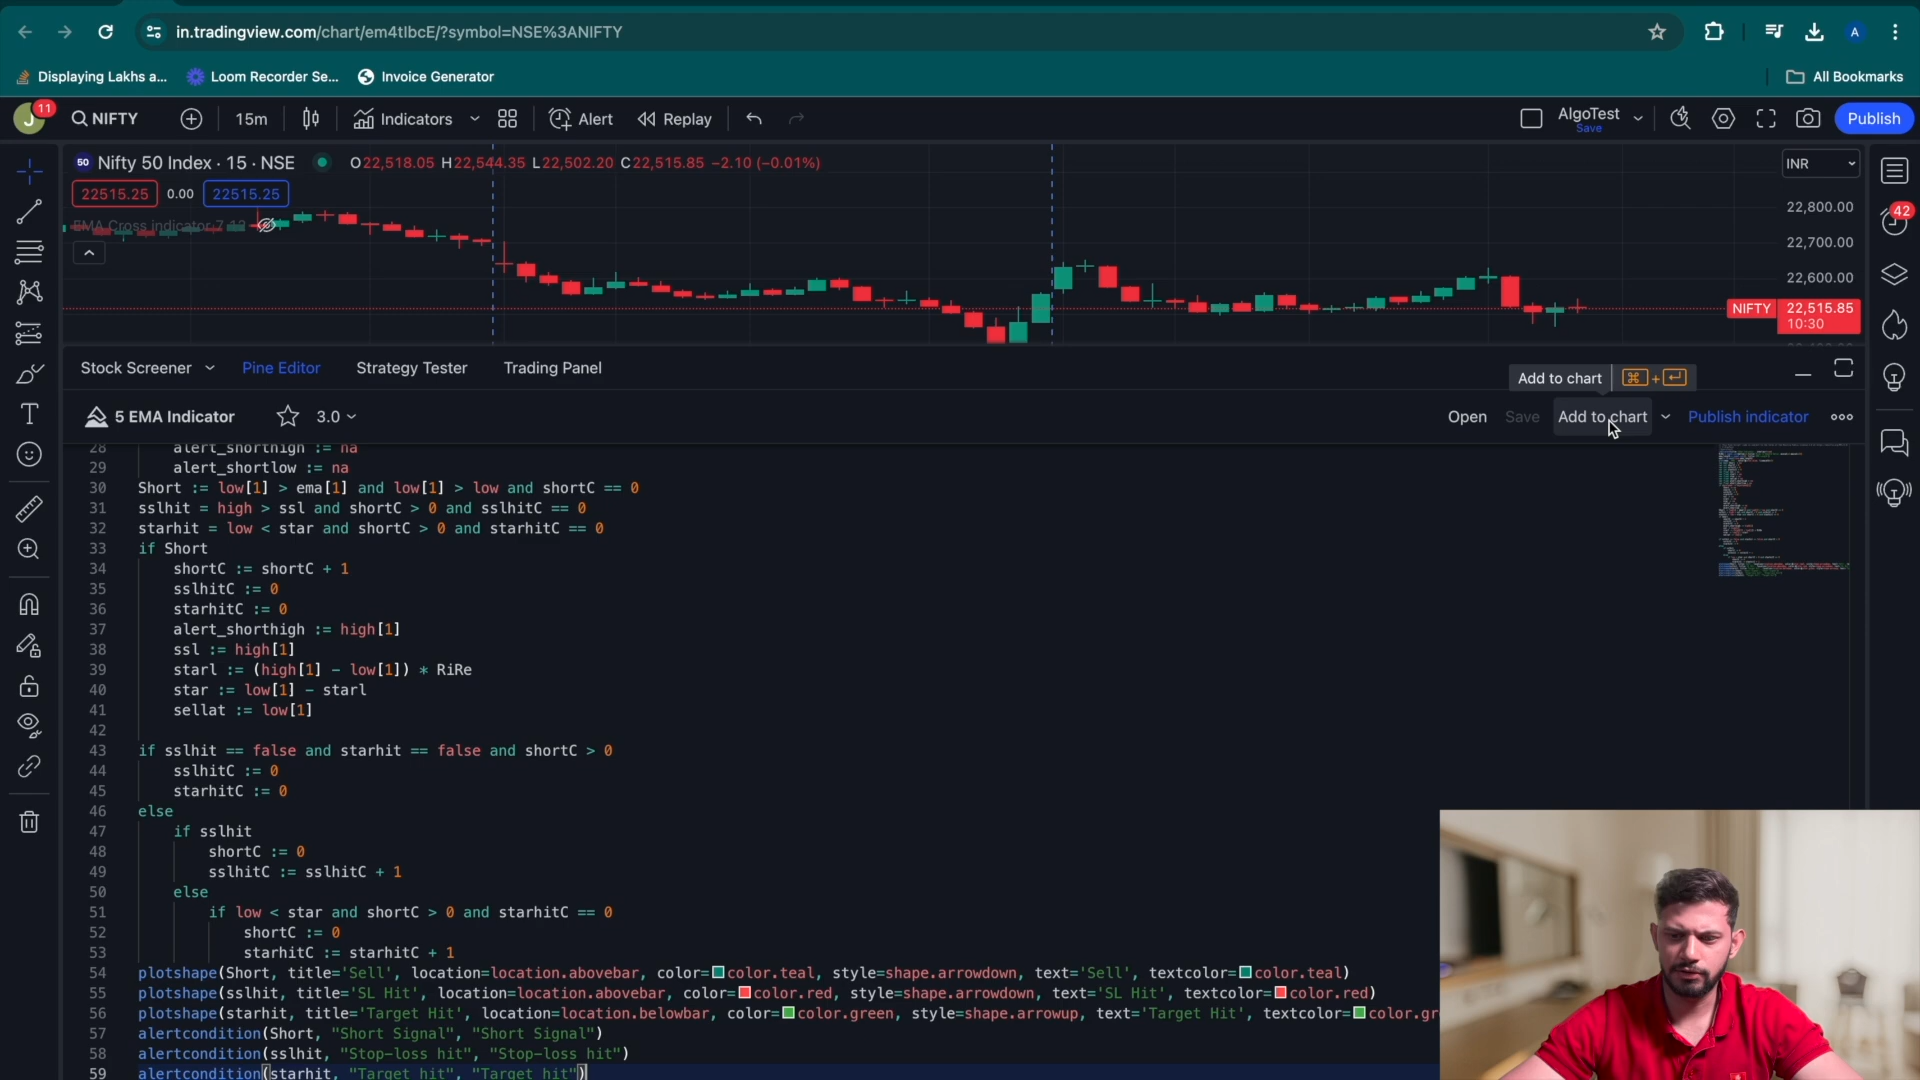 in.tradingview.com/chart/em4tlbcE/?symbol=NSE%3ANIFTY
A
Displaying Lakhs a...
Loom Recorder Se...
Invoice Generator
All Bookmarks
J
11
NIFTY
15m
Indicators
Alert
Replay
AlgoTest
Save
Publish
50 Nifty 50 Index · 15 · NSE
O22,518.05 H22,544.35 L22,502.20 C22,515.85 −2.10 (−0.01%)
INR
22515.25 0.00 22515.25
EMA Cross indicator 7 12
22,800.00
42
22,700.00
22,600.00
NIFTY 22,515.85
10:30
Stock Screener
Pine Editor
Strategy Tester
Trading Panel
Add to chart ⌘ + ↵
5 EMA Indicator
3.0
Open
Save
Add to chart
Publish indicator
28 alert_shorthigh := na
29 alert_shortlow := na
30 Short := low[1] > ema[1] and low[1] > low and shortC == 0
31 sslhit = high > ssl and shortC > 0 and sslhitC == 0
32 starhit = low < star and shortC > 0 and starhitC == 0
33 if Short
34 shortC := shortC + 1
35 sslhitC := 0
36 starhitC := 0
37 alert_shorthigh := high[1]
38 ssl := high[1]
39 starl := (high[1] - low[1]) * RiRe
40 star := low[1] - starl
41 sellat := low[1]
42
43 if sslhit == false and starhit == false and shortC > 0
44 sslhitC := 0
45 starhitC := 0
46 else
47 if sslhit
48 shortC := 0
49 sslhitC := sslhitC + 1
50 else
51 if low < star and shortC > 0 and starhitC == 0
52 shortC := 0
53 starhitC := starhitC + 1
54 plotshape(Short, title='Sell', location=location.abovebar, color=color.teal, style=shape.arrowdown, text='Sell', textcolor=color.teal)
55 plotshape(sslhit, title='SL Hit', location=location.abovebar, color=color.red, style=shape.arrowdown, text='SL Hit', textcolor=color.red)
56 plotshape(starhit, title='Target Hit', location=location.belowbar, color=color.green, style=shape.arrowup, text='Target Hit', textcolor=color.gr
57 alertcondition(Short, "Short Signal", "Short Signal")
58 alertcondition(sslhit, "Stop-loss hit", "Stop-loss hit")
59 alertcondition(starhit, "Target hit", "Target hit")